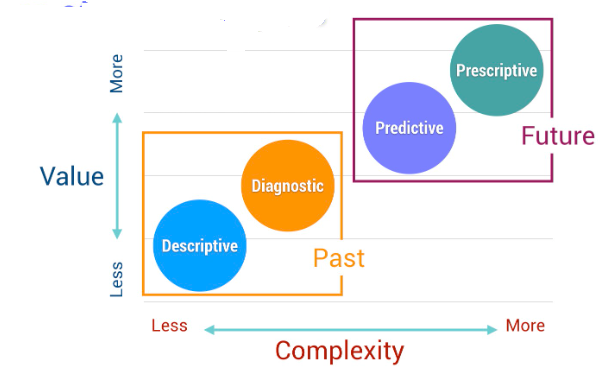 More
Prescriptive
Predictive
Future
Value
Diagnostic
Descriptive
Past
Less
Less
More
Complexity